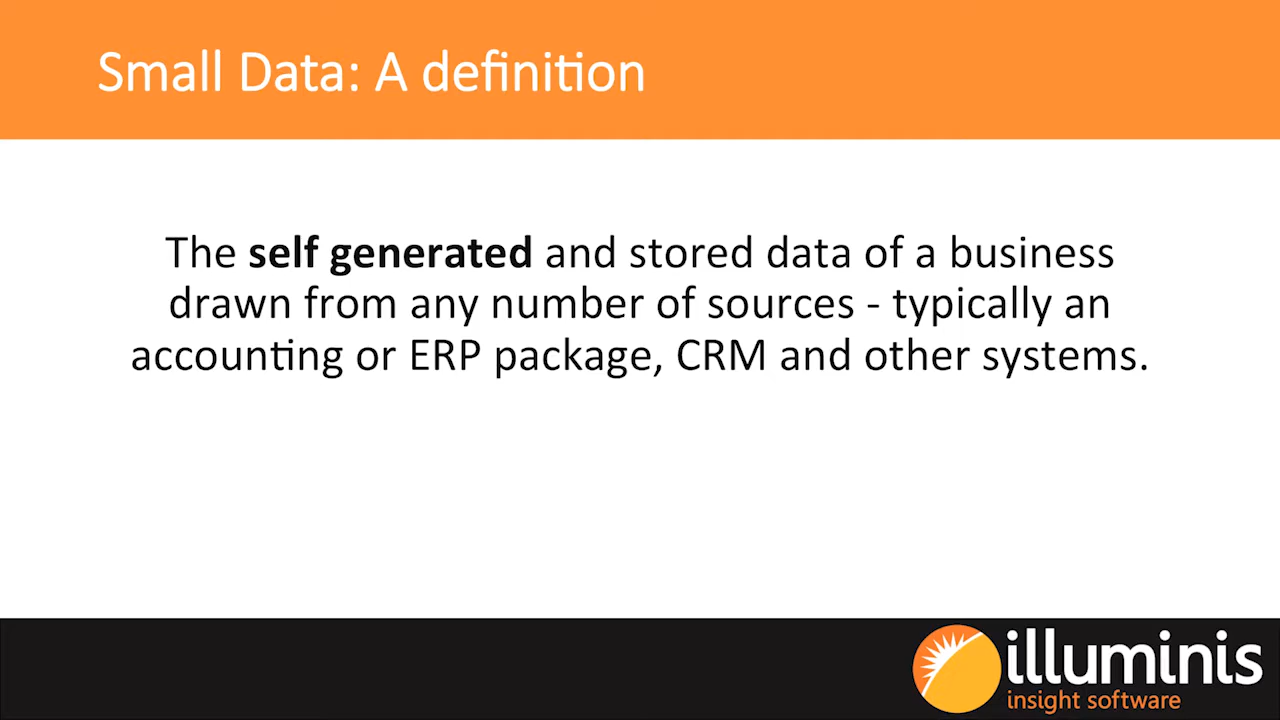 Small Data: A definition
The self generated and stored data of a business
drawn from any number of sources - typically an
accounting or ERP package, CRM and other systems.
illuminis
insight software